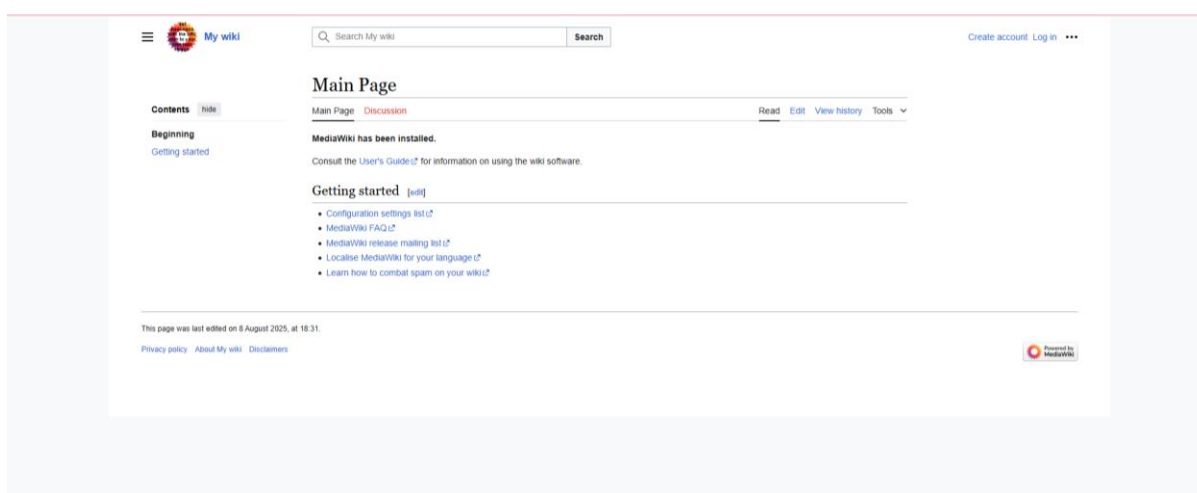 My wiki
Search My wiki
Search
Create account Log in
Main Page
Contents hide
Main Page Discussion
Read Edit View history Tools
Beginning
MediaWiki has been installed.
Getting started
Consult the User's Guide for information on using the wiki software.
Getting started [edit]
• Configuration settings list
• MediaWiki FAQ
• MediaWiki release mailing list
• Localise MediaWiki for your language
• Learn how to combat spam on your wiki
This page was last edited on 8 August 2025, at 18:31.
Privacy policy About My wiki Disclaimers
Powered by
MediaWiki